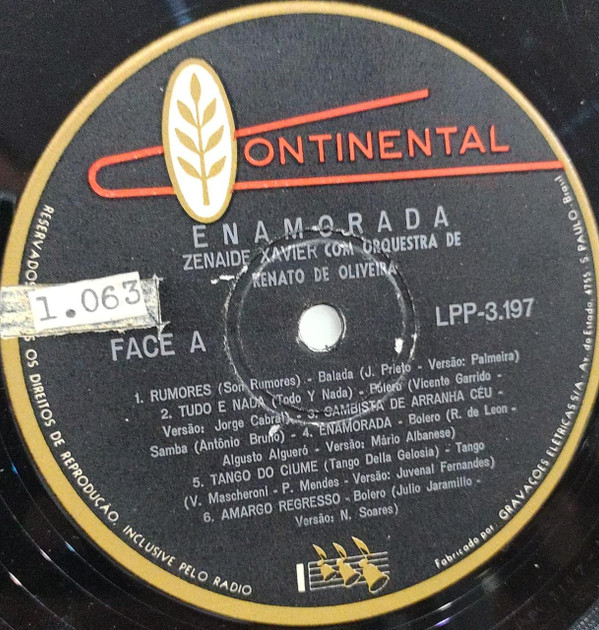 CONTINENTAL
ENAMORADA
ZENAIDE XAVIER COM ORQUESTRA DE
RENATO DE OLIVEIRA
1.063
FACE A
LPP-3.197
1. RUMORES (Son Rumores) - Balada (J. Prieto - Versão: Palmeira)
2. TUDO E NADA (Todo Y Nada) - Bolero (Vicente Garrido -
Versão: Jorge Cabral) - 3. SAMBISTA DE ARRANHA CÉU -
Samba (Antônio Bruno) - 4. ENAMORADA - Bolero (R. de Leon -
Algusto Algueró - Versão: Mário Albanese)
5. TANGO DO CIUME (Tango Della Gelosia) - Tango
(V. Mascheroni - P. Mendes - Versão: Juvenal Fernandes)
6. AMARGO REGRESSO - Bolero (Julio Jaramillo -
Versão: N. Soares)
RESERVADOS OS DIREITOS DE REPRODUÇÃO, INCLUSIVE PELO RADIO
Fabricado por: GRAVAÇÕES ELÉTRICAS S/A - Av. do Estado, 4755 S. PAULO - Brasil